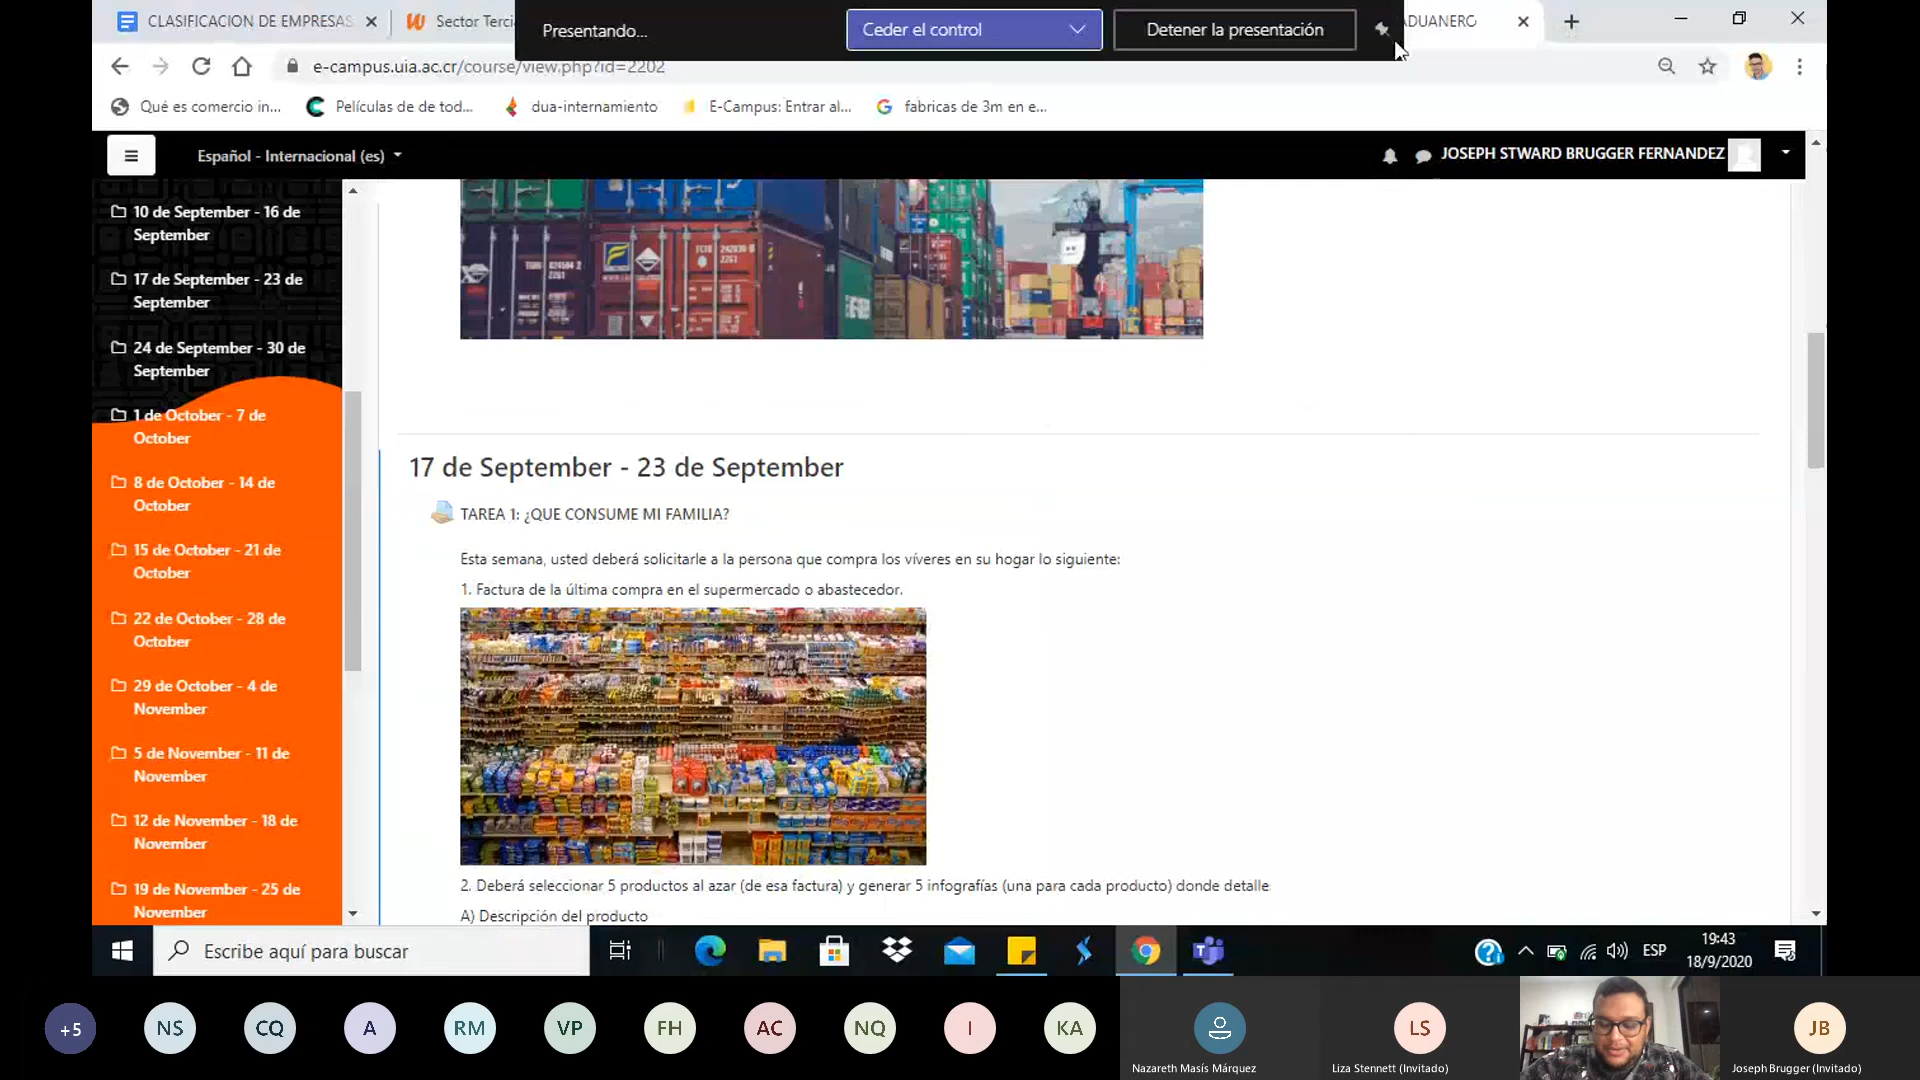 CLASIFICACION DE EMPRESAS
Sector Terci
Presentando...
Ceder el control
Detener la presentación
ADUANERO
e-campus.uia.ac.cr/course/view.php?id=2202
Qué es comercio in...
Películas de de tod...
dua-internamiento
E-Campus: Entrar al...
fabricas de 3m en e...
Español - Internacional (es)
JOSEPH STWARD BRUGGER FERNANDEZ
10 de September - 16 de
September
17 de September - 23 de
September
24 de September - 30 de
September
1 de October - 7 de
October
8 de October - 14 de
October
15 de October - 21 de
October
22 de October - 28 de
October
29 de October - 4 de
November
5 de November - 11 de
November
12 de November - 18 de
November
19 de November - 25 de
November
17 de September - 23 de September
TAREA 1: ¿QUE CONSUME MI FAMILIA?
Esta semana, usted deberá solicitarle a la persona que compra los víveres en su hogar lo siguiente:
1. Factura de la última compra en el supermercado o abastecedor.
2. Deberá seleccionar 5 productos al azar (de esa factura) y generar 5 infografías (una para cada producto) donde detalle
A) Descripción del producto
Escribe aquí para buscar
ESP
19:43
18/9/2020
+5
NS
CQ
A
RM
VP
FH
AC
NQ
I
KA
Nazareth Masís Márquez
LS
Liza Stennett (Invitado)
JB
Joseph Brugger (Invitado)